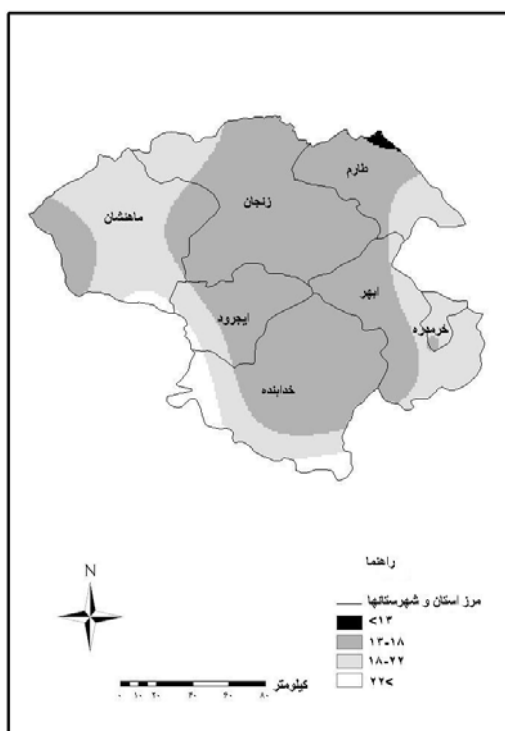 طارم
زنجان
ماهنشان
ابهر
خرمدره
ایجرود
خدابنده
N
راهنما
مرز استان و شهرستانها
<۱۳
۱۳-۱۸
۱۸-۲۲
۲۲>
کیلومتر
۰ ۱۰ ۲۰ ۴۰ ۶۰ ۸۰